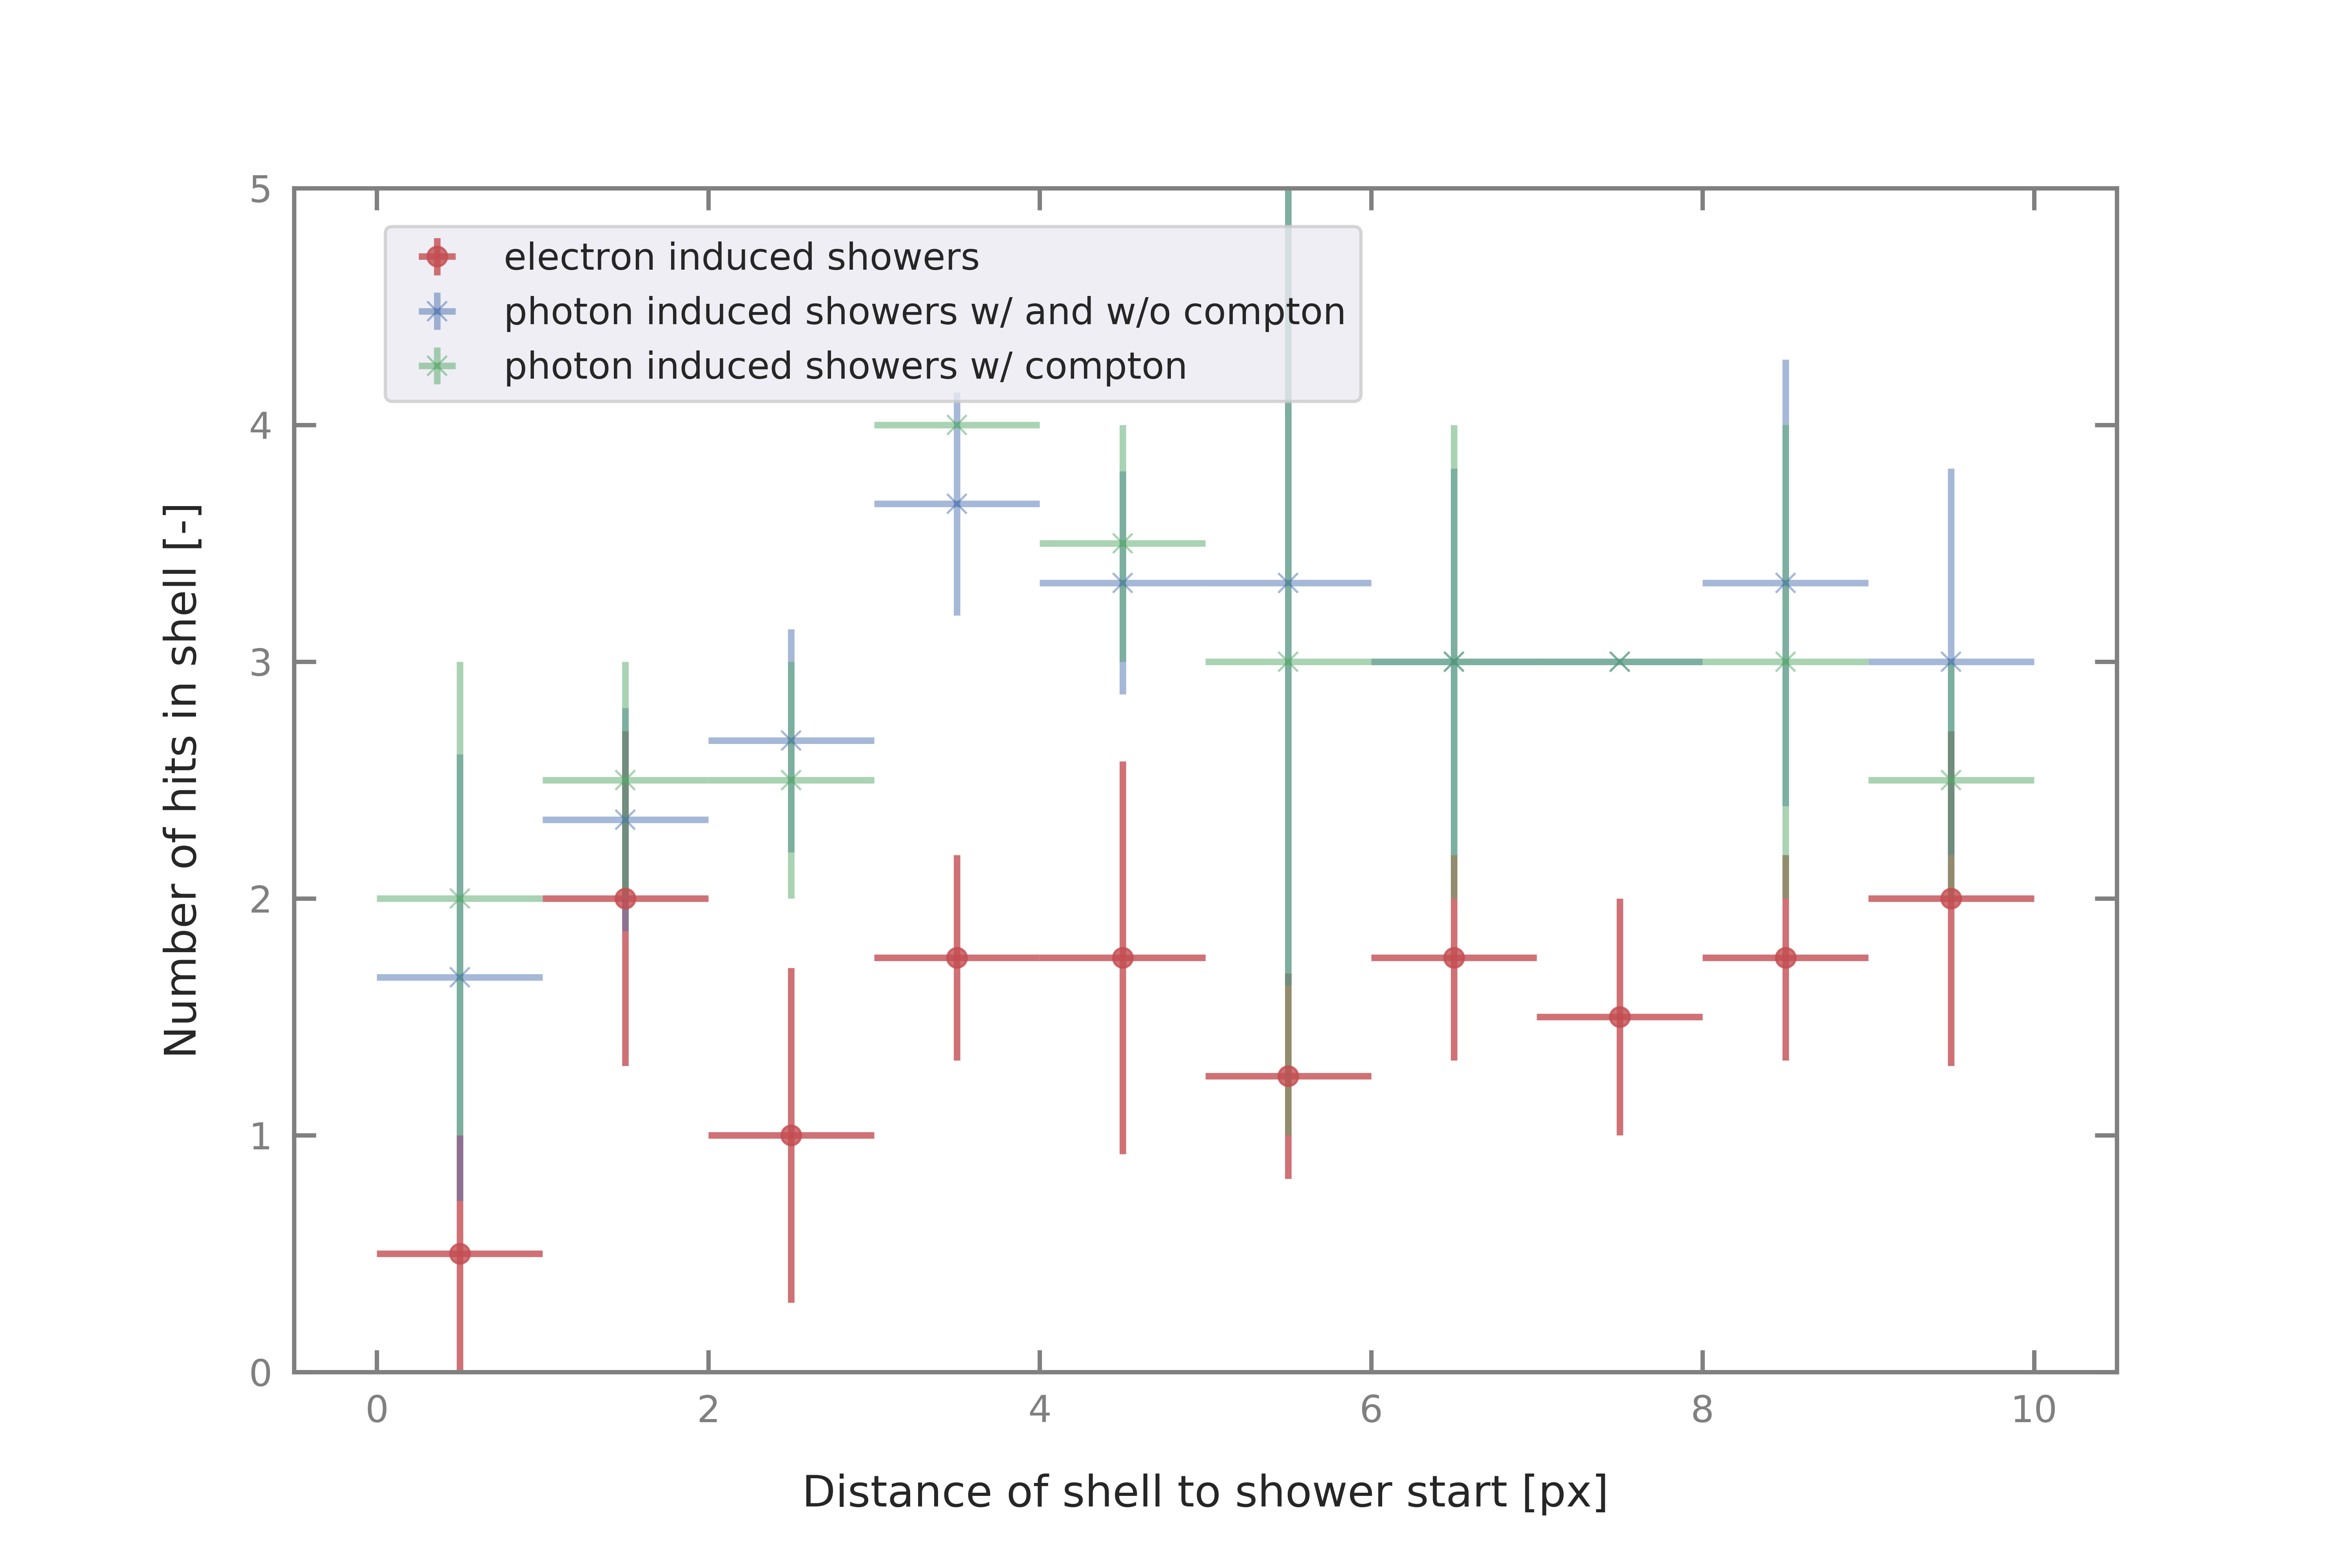 5
electron induced showers
photon induced showers w/ and w/o compton
photon induced showers w/ compton
4
3
2
1
0
Number of hits in shell [-]
0 2 4 6 8 10
Distance of shell to shower start [px]